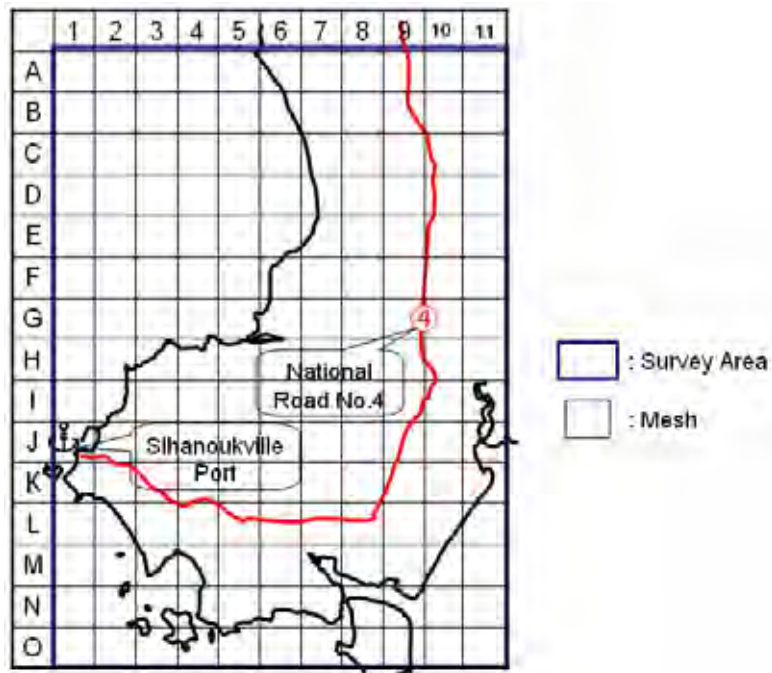 1 2 3 4 5 6 7 8 9 10 11
A
B
C
D
E
F
G
4
H
National
Road No.4
: Survey Area
I
: Mesh
J
Sihanoukville
Port
K
L
M
N
O